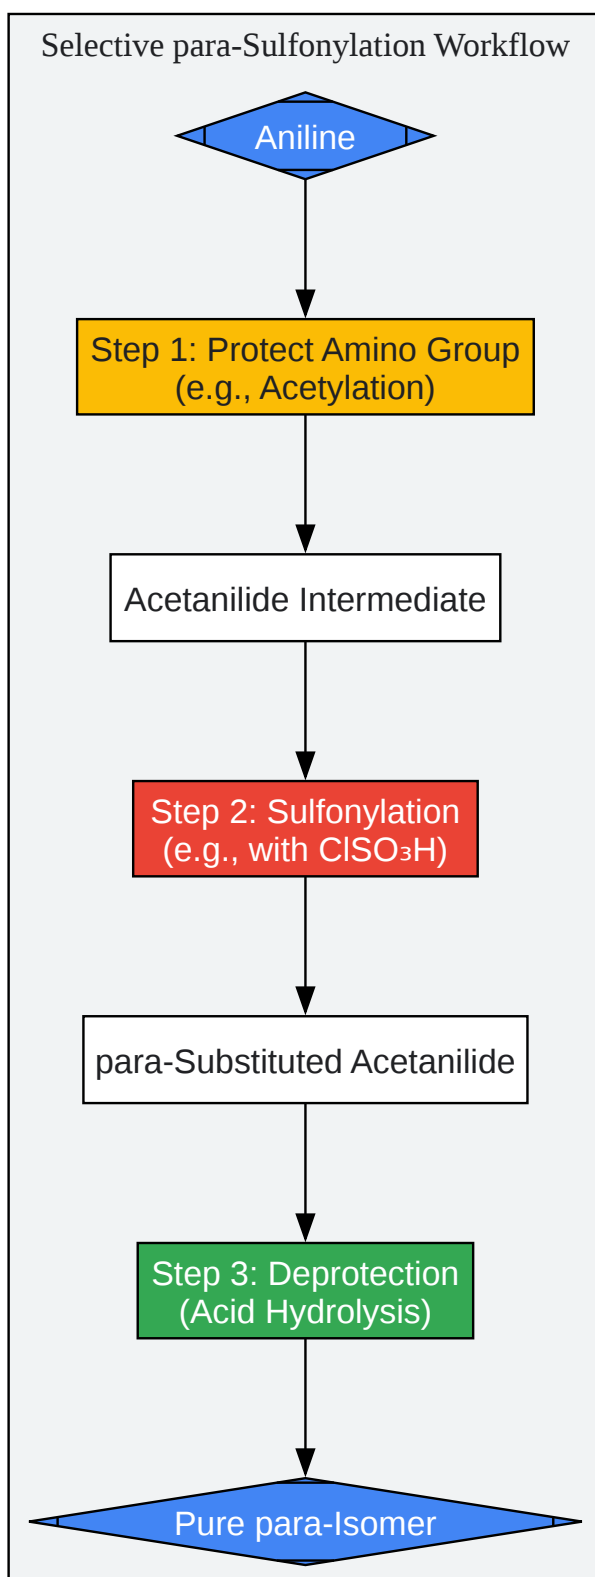 Selective para-Sulfonylation Workflow
Aniline
Step 1: Protect Amino Group
(e.g., Acetylation)
Acetanilide Intermediate
Step 2: Sulfonylation
(e.g., with ClSO₃H)
para-Substituted Acetanilide
Step 3: Deprotection
(Acid Hydrolysis)
Pure para-Isomer